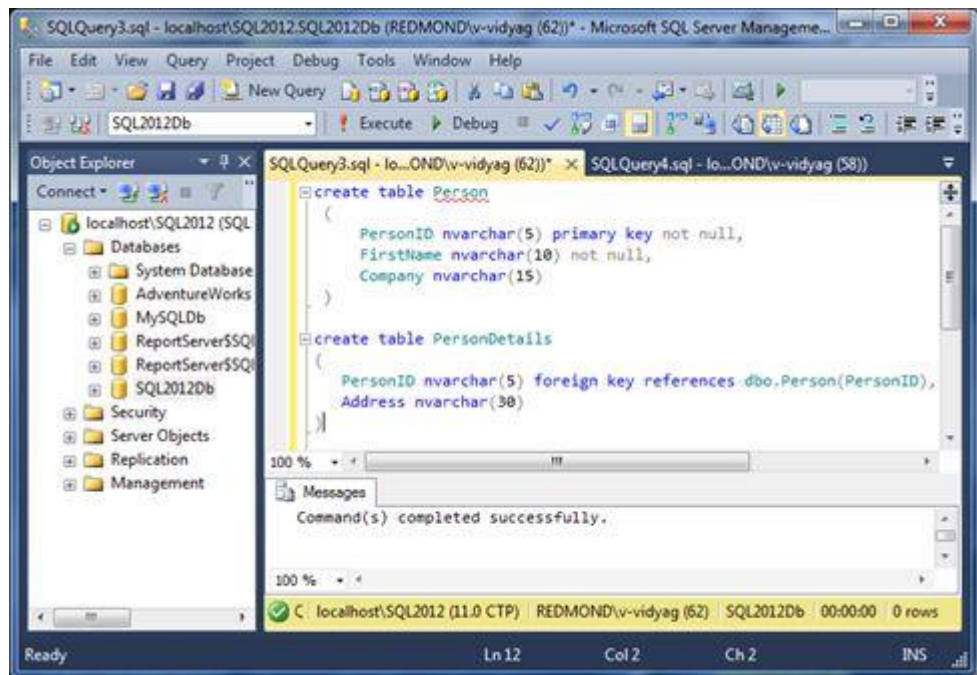 SQLQuery3.sql - localhost\SQL2012.SQL2012Db (REDMOND\v-vidyag (62))* - Microsoft SQL Server Manageme...
File Edit View Query Project Debug Tools Window Help
New Query
SQL2012Db Execute Debug
Object Explorer
SQLQuery3.sql - lo...OND\v-vidyag (62))* SQLQuery4.sql - lo...OND\v-vidyag (58))
Connect
localhost\SQL2012 (SQL
Databases
System Database
AdventureWorks
MySQLDb
ReportServer$SQL
ReportServer$SQL
SQL2012Db
Security
Server Objects
Replication
Management
create table Person
(
PersonID nvarchar(5) primary key not null,
FirstName nvarchar(10) not null,
Company nvarchar(15)
)
create table PersonDetails
(
PersonID nvarchar(5) foreign key references dbo.Person(PersonID),
Address nvarchar(30)
)
100 %
Messages
Command(s) completed successfully.
100 %
C localhost\SQL2012 (11.0 CTP) REDMOND\v-vidyag (62) SQL2012Db 00:00:00 0 rows
Ready Ln 12 Col 2 Ch 2 INS